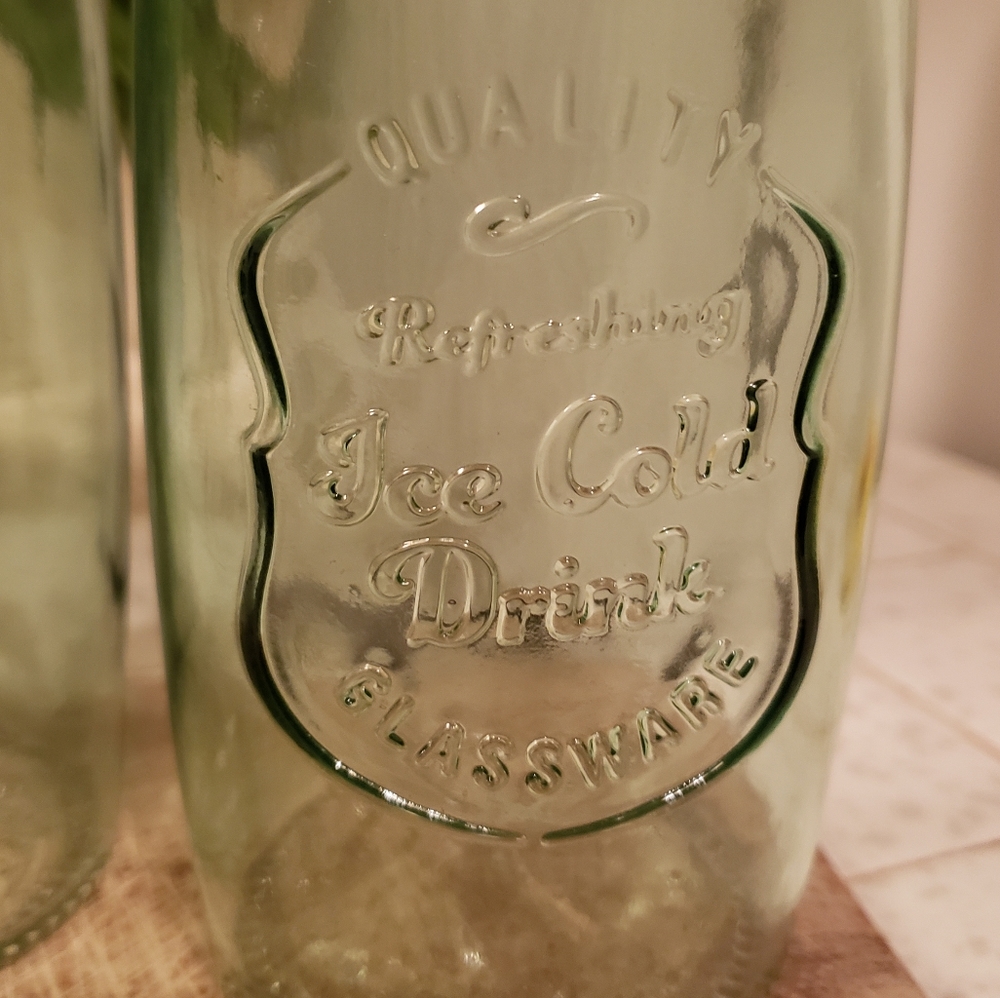 QUALITY
Refreshing
Ice Cold
Drink
GLASSWARE